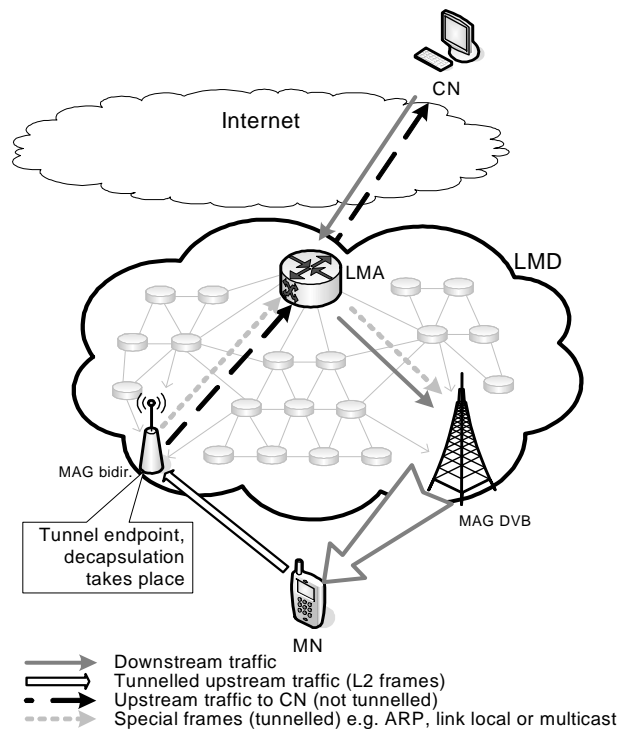 CN
Internet
LMA
LMD
MAG bidir.
MAG DVB
Tunnel endpoint,
decapsulation
takes place
MN
Downstream traffic
Tunnelled upstream traffic (L2 frames)
Upstream traffic to CN (not tunnelled)
Special frames (tunnelled) e.g. ARP, link local or multicast